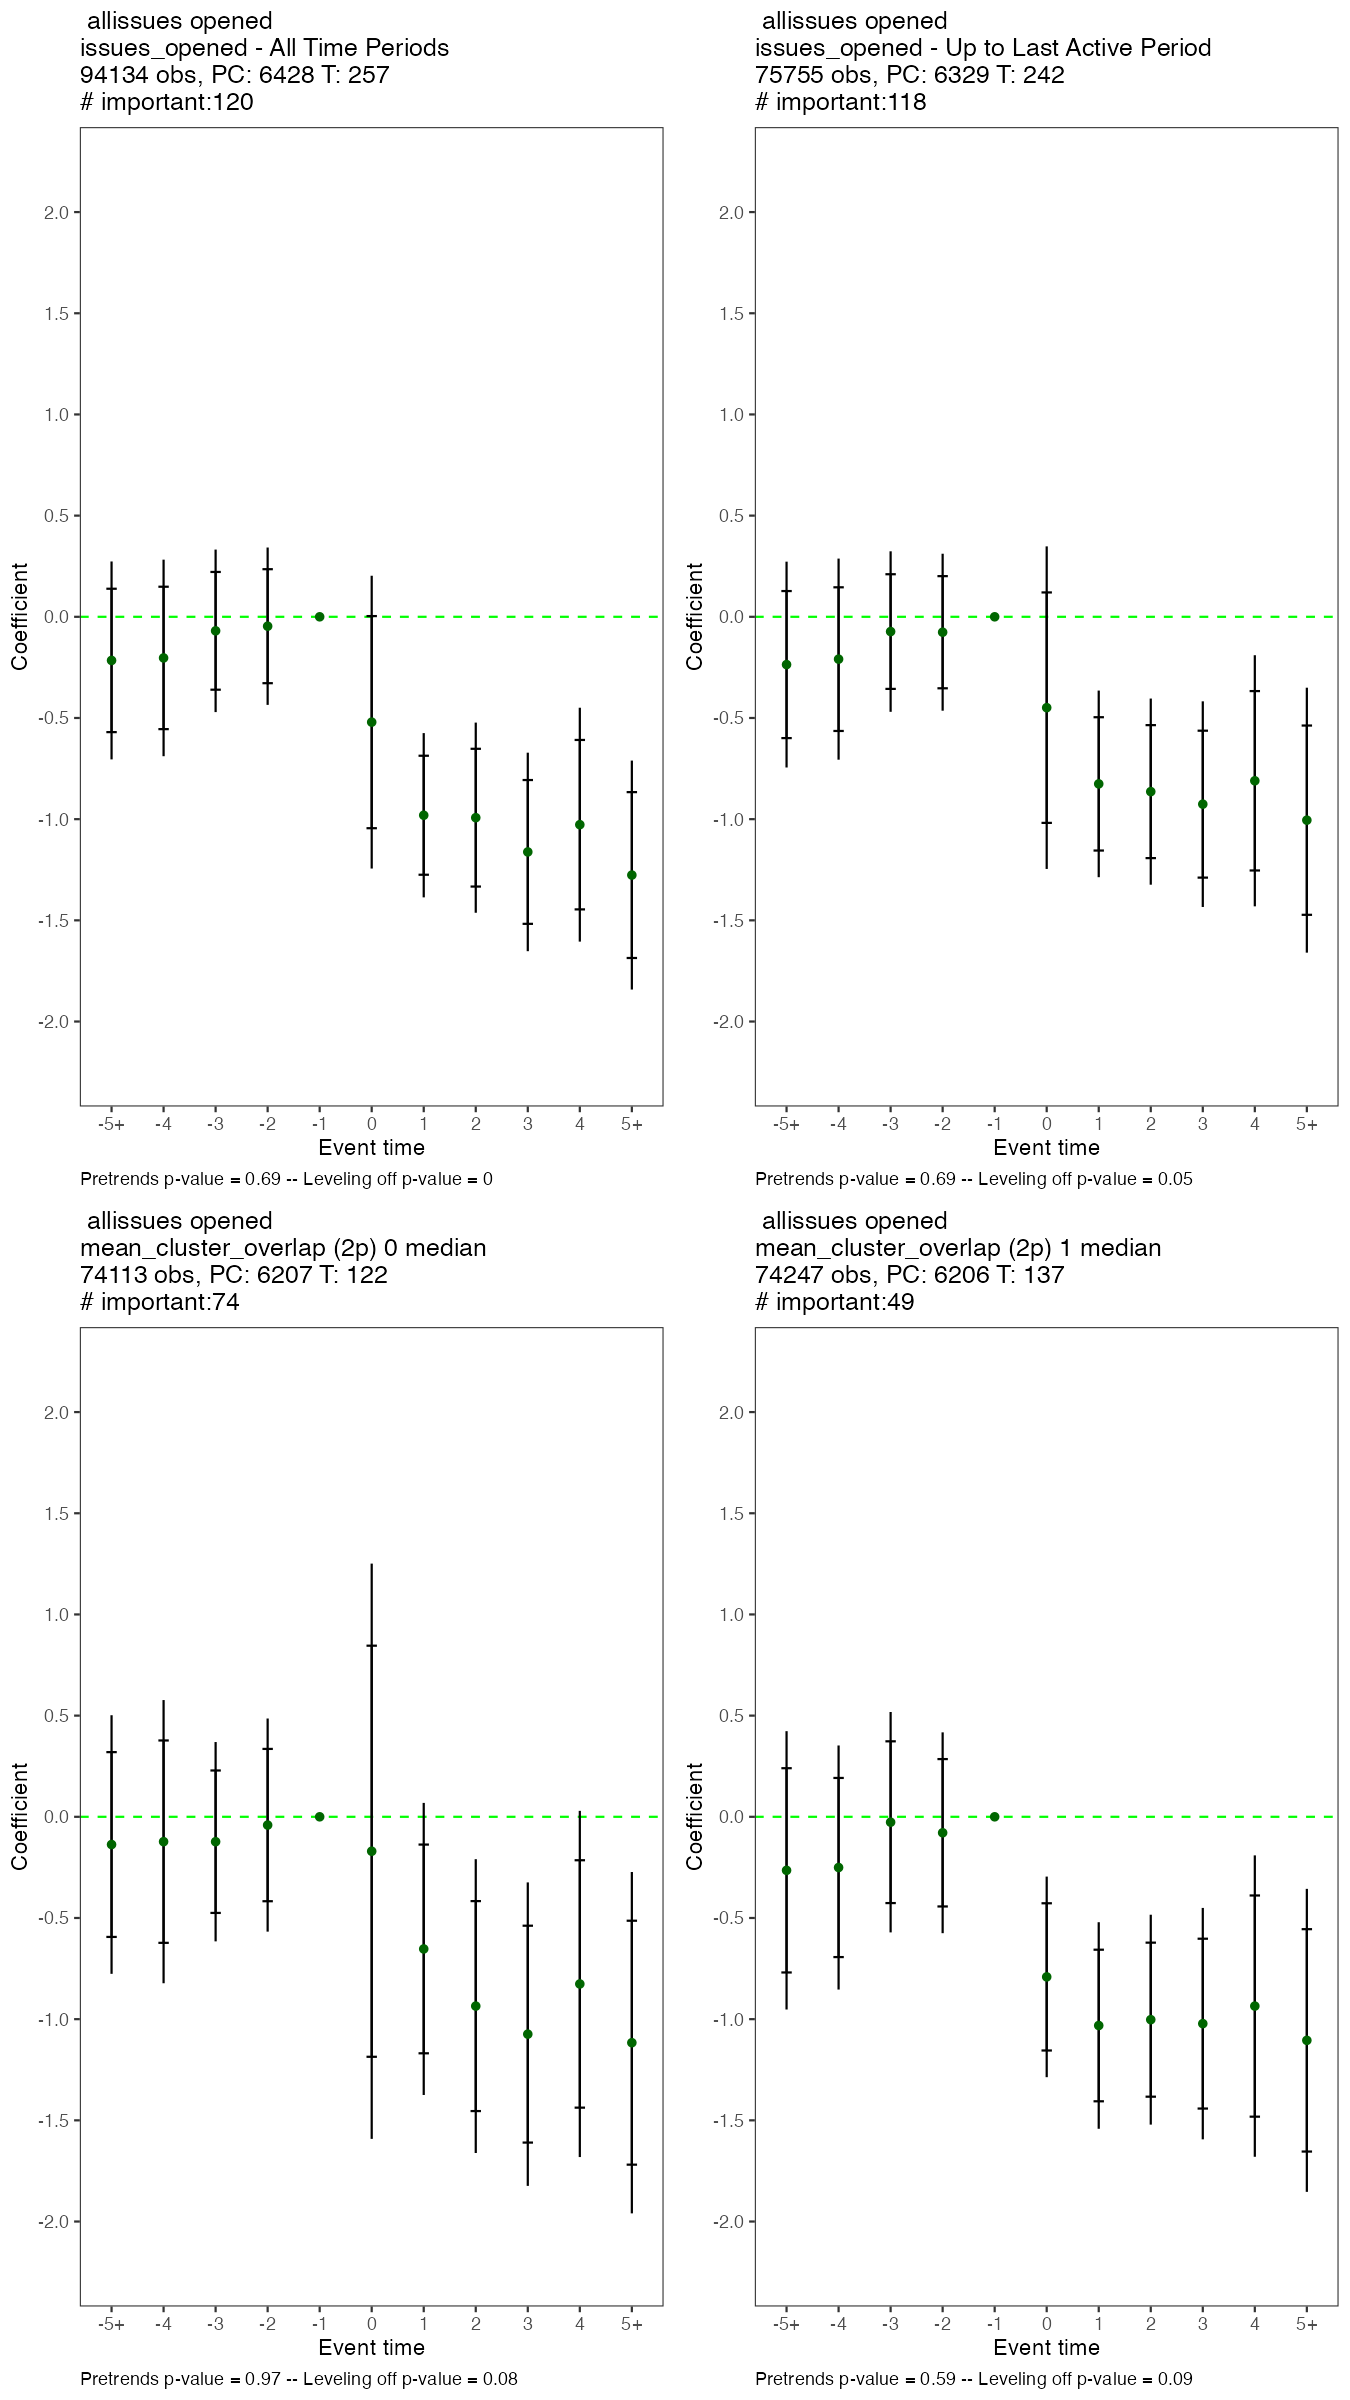 allissues opened
issues_opened - All Time Periods
94134 obs, PC: 6428 T: 257
# important:120
Coefficient
2.0
1.5
1.0
0.5
0.0
-0.5
-1.0
-1.5
-2.0
-5+ -4 -3 -2 -1 0 1 2 3 4 5+
Event time
Pretrends p-value = 0.69 -- Leveling off p-value = 0
allissues opened
issues_opened - Up to Last Active Period
75755 obs, PC: 6329 T: 242
# important:118
Coefficient
2.0
1.5
1.0
0.5
0.0
-0.5
-1.0
-1.5
-2.0
-5+ -4 -3 -2 -1 0 1 2 3 4 5+
Event time
Pretrends p-value = 0.69 -- Leveling off p-value = 0.05
allissues opened
mean_cluster_overlap (2p) 0 median
74113 obs, PC: 6207 T: 122
# important:74
Coefficient
2.0
1.5
1.0
0.5
0.0
-0.5
-1.0
-1.5
-2.0
-5+ -4 -3 -2 -1 0 1 2 3 4 5+
Event time
Pretrends p-value = 0.97 -- Leveling off p-value = 0.08
allissues opened
mean_cluster_overlap (2p) 1 median
74247 obs, PC: 6206 T: 137
# important:49
Coefficient
2.0
1.5
1.0
0.5
0.0
-0.5
-1.0
-1.5
-2.0
-5+ -4 -3 -2 -1 0 1 2 3 4 5+
Event time
Pretrends p-value = 0.59 -- Leveling off p-value = 0.09